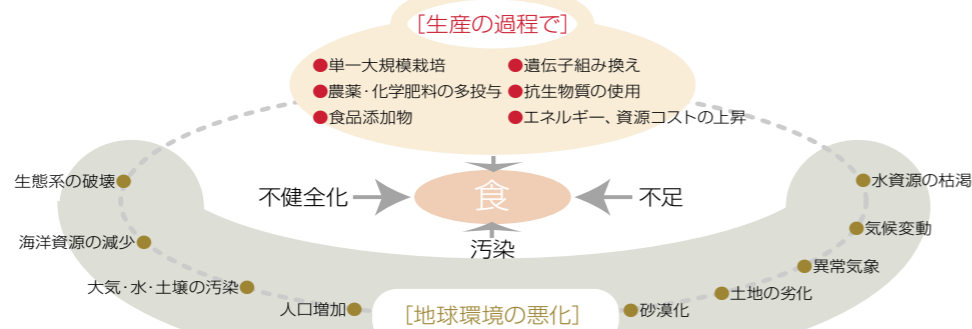 [生産の過程で]
●単一大規模栽培 ●遺伝子組み換え
●農薬・化学肥料の多投与 ●抗生物質の使用
●食品添加物 ●エネルギー、資源コストの上昇
生態系の破壊
水資源の枯渇
不健全化
食
不足
海洋資源の減少
汚染
気候変動
異常気象
大気・水・土壌の汚染
土地の劣化
人口増加
[地球環境の悪化]
砂漠化